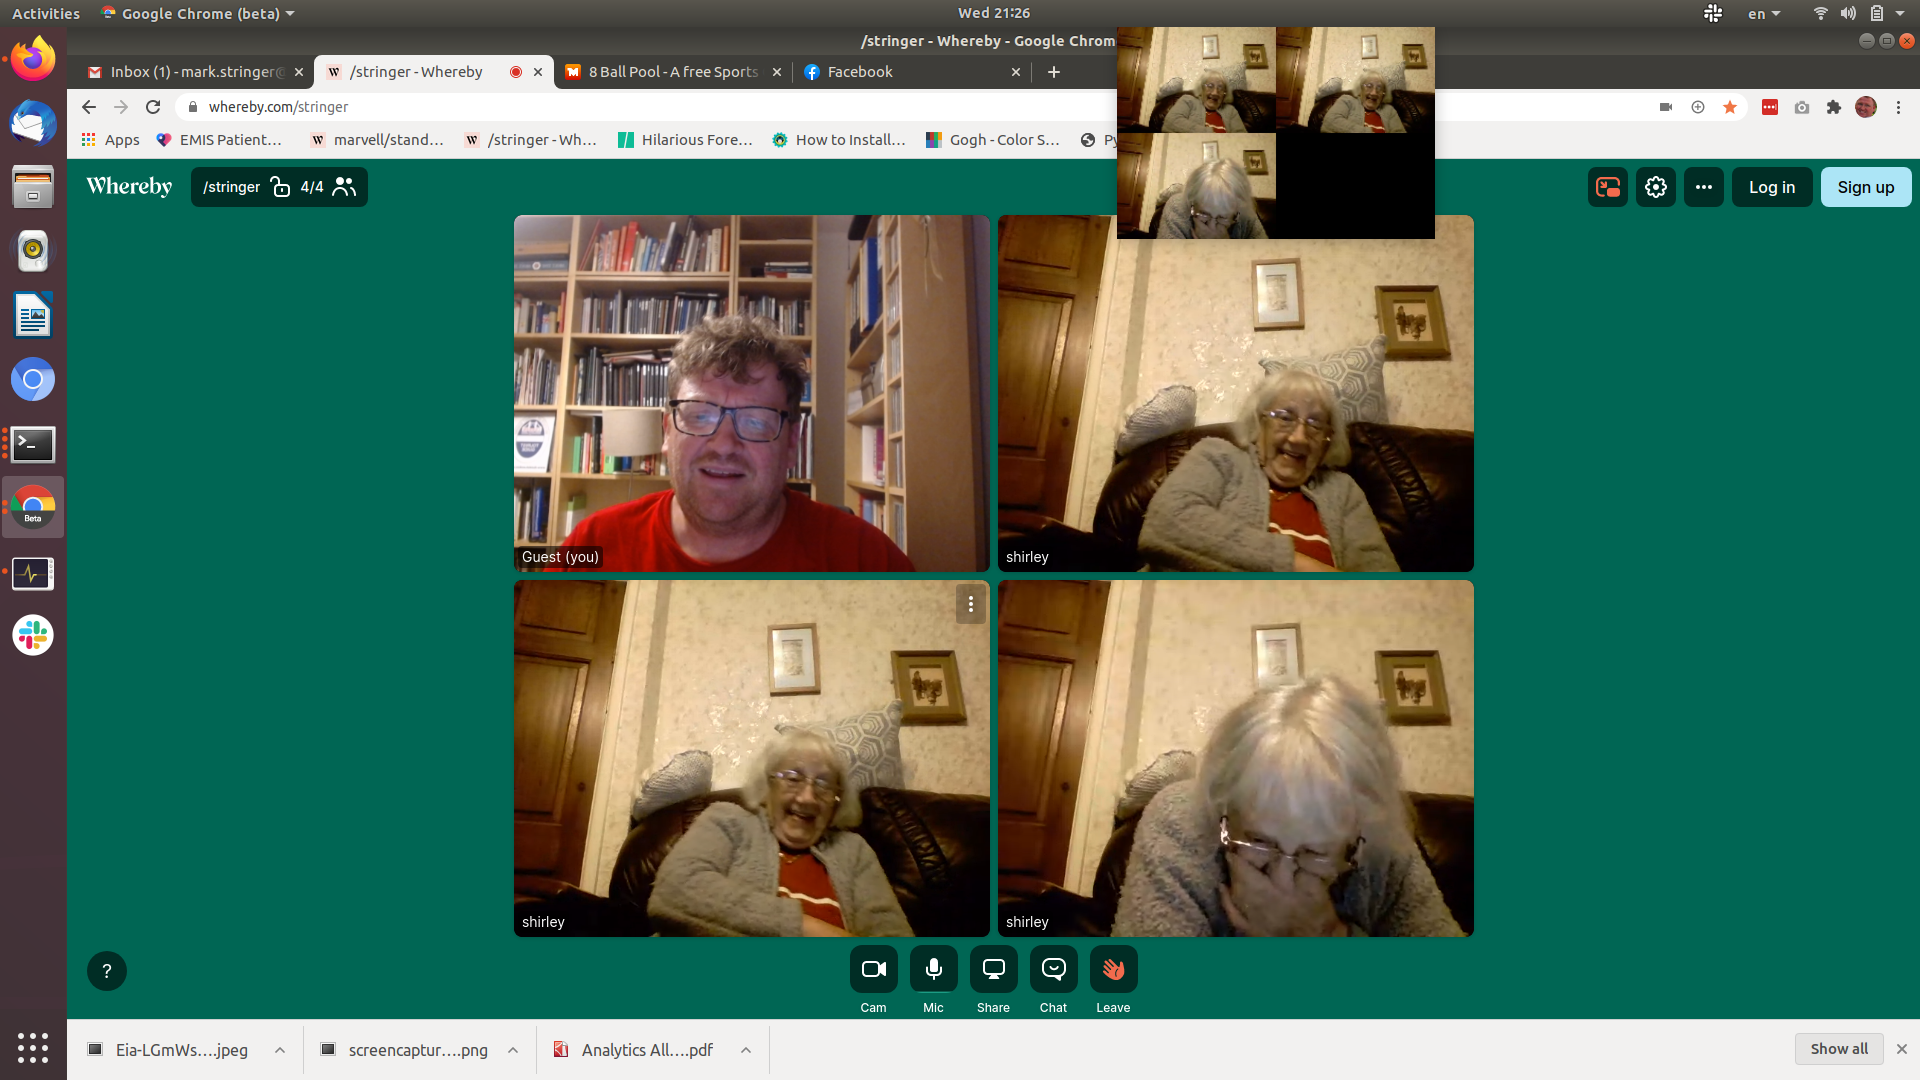 Activities Google Chrome (beta) Wed 21:26 en
/stringer - Whereby - Google Chrom
Inbox (1) - mark.stringer@ /stringer - Whereby 8 Ball Pool - A free Sports Facebook
whereby.com/stringer
Apps EMIS Patient... marvell/stand... /stringer - Wh... Hilarious Fore... How to Install... Gogh - Color S... Py
Whereby /stringer 4/4 Log in Sign up
Guest (you) shirley
shirley shirley
?
Cam Mic Share Chat Leave
Beta
Eia-LGmWs....jpeg screencaptur....png Analytics All....pdf Show all